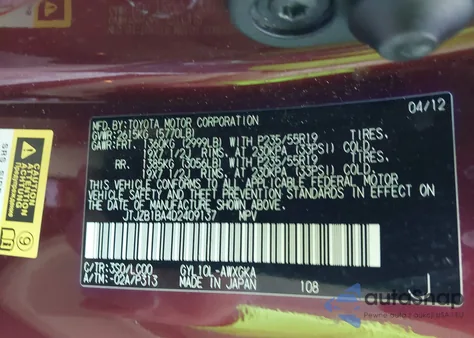 04/12
MFD. BY: TOYOTA MOTOR CORPORATION
GVWR: 2615KG (5770LB)
GAWR: FRT. 1360KG (2999LB) WITH P235/55R19 TIRES,
19X7 1/2J RIMS, AT 230KPA (33PSI) COLD.
RR. 1385KG (3056LB) WITH P235/55R19 TIRES,
19X7 1/2J RIMS, AT 230KPA (33PSI) COLD.
THIS VEHICLE CONFORMS TO ALL APPLICABLE FEDERAL MOTOR
VEHICLE SAFETY AND THEFT PREVENTION STANDARDS IN EFFECT ON
THE DATE OF MANUFACTURE SHOWN ABOVE.
JTJZB1BA4D2409137 MPV
C/TR: 3S0/LC00 GYL10L-AWXGKA
A/TM: -02A/P313 MADE IN JAPAN 108
CAUTION
autoSnap